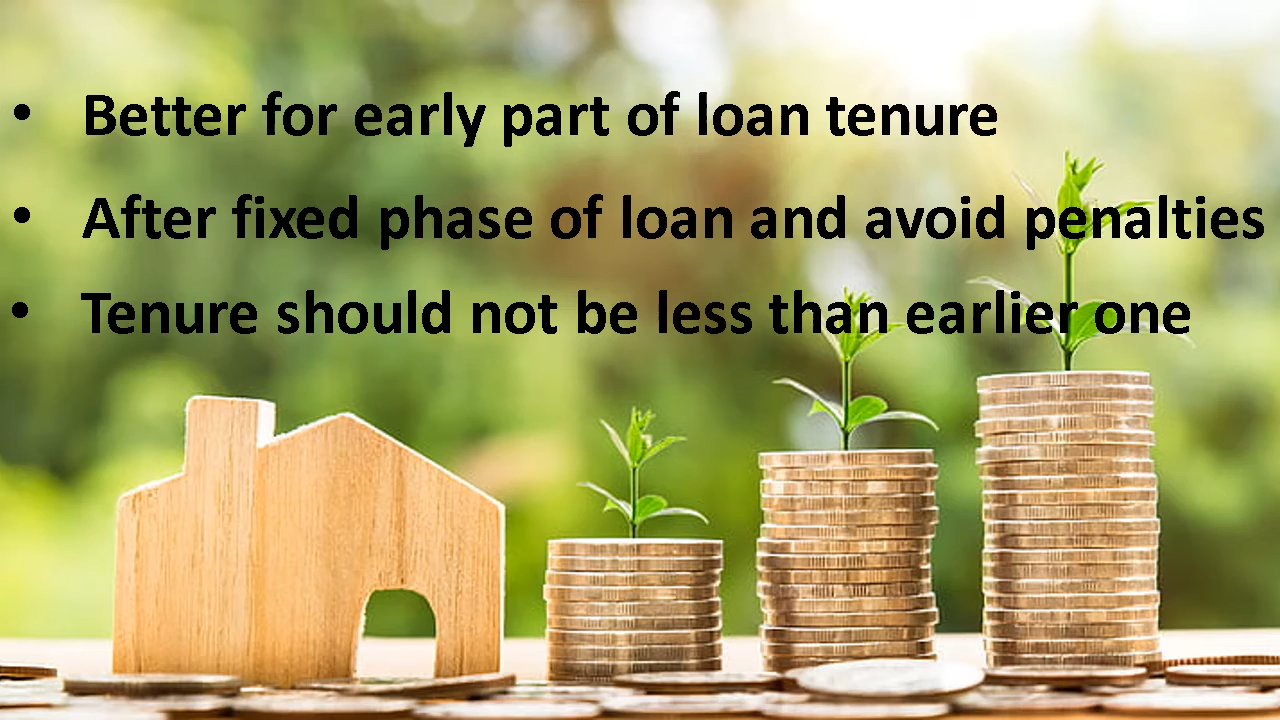 • Better for early part of loan tenure
• After fixed phase of loan and avoid penalties
• Tenure should not be less than earlier one